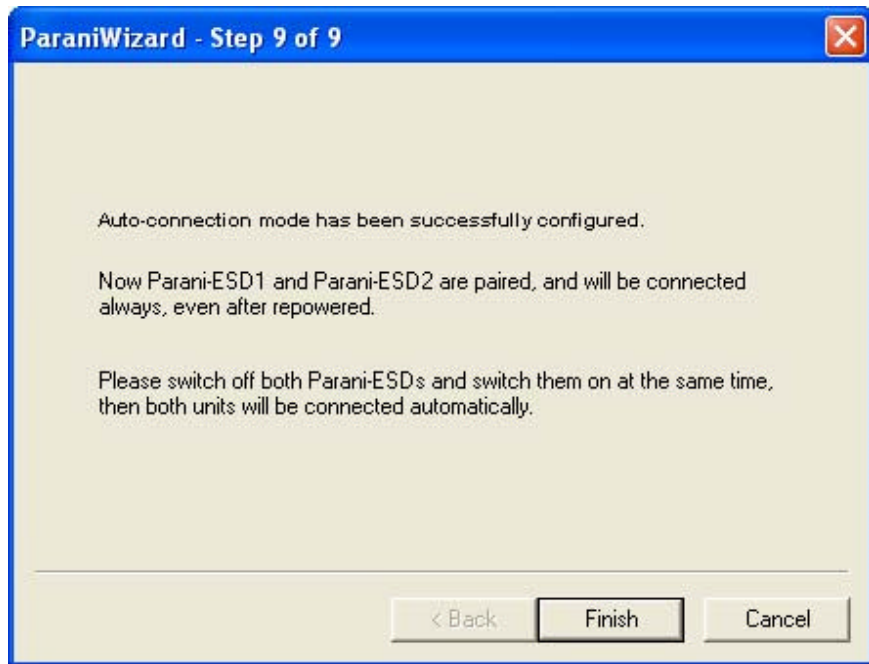 ParaniWizard - Step 9 of 9
Auto-connection mode has been successfully configured.
Now Parani-ESD1 and Parani-ESD2 are paired, and will be connected
always, even after repowered.
Please switch off both Parani-ESDs and switch them on at the same time,
then both units will be connected automatically.
< Back Finish Cancel